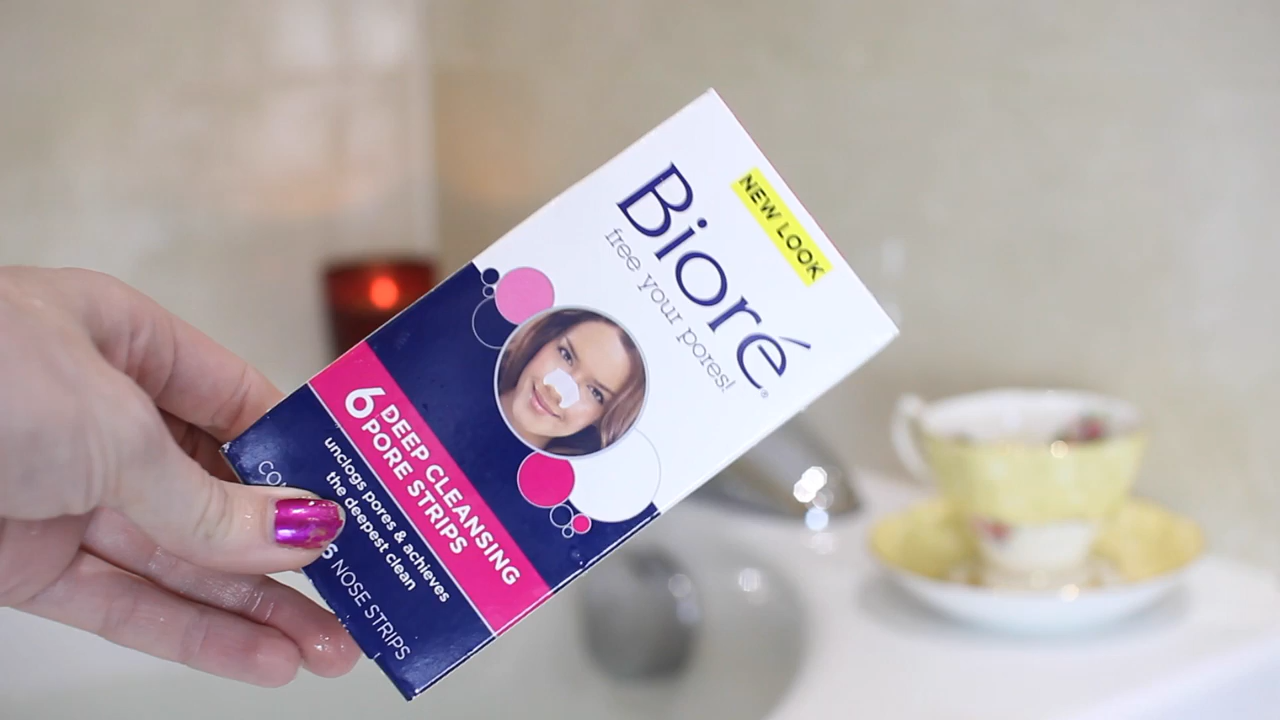 NEW LOOK
Bioré
free your pores!
6 DEEP CLEANSING
PORE STRIPS
unclogs pores & achieves
the deepest clean
6 NOSE STRIPS